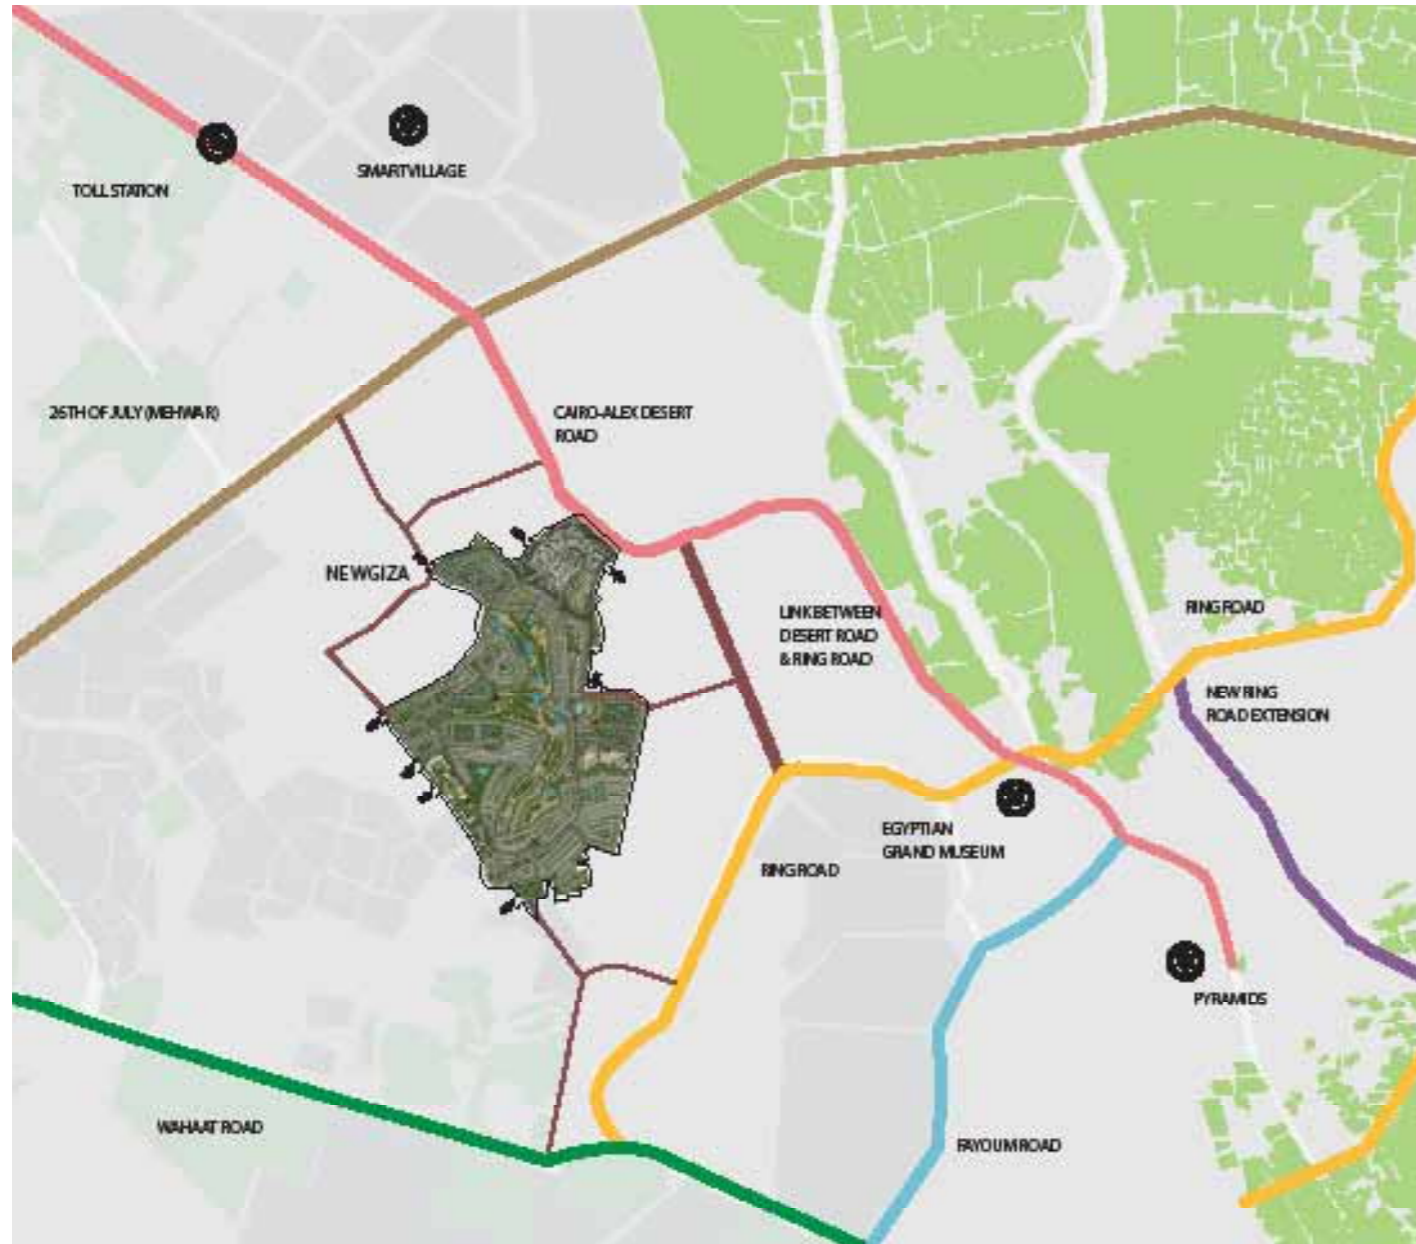 TOLL STATION
SMARTVILLAGE
26TH OF JULY (MEHWAR)
CAIRO-ALEX DESERT
ROAD
NEWGIZA
LINK BETWEEN
DESERT ROAD
& RING ROAD
RING ROAD
NEW RING
ROAD EXTENSION
EGYPTIAN
GRAND MUSEUM
RING ROAD
PYRAMIDS
WAHAAT ROAD
FAYOUM ROAD